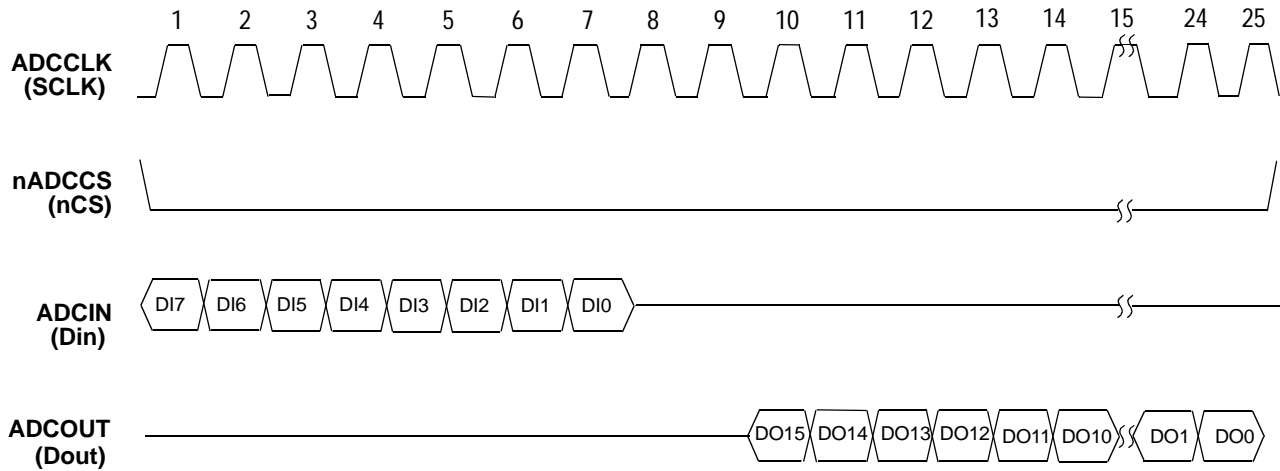 1 2 3 4 5 6 7 8 9 10 11 12 13 14 15 24 25
ADCCLK
(SCLK)
nADCCS
(nCS)
ADCIN
(Din)
DI7 DI6 DI5 DI4 DI3 DI2 DI1 DI0
ADCOUT
(Dout)
DO15 DO14 DO13 DO12 DO11 DO10 DO1 DO0